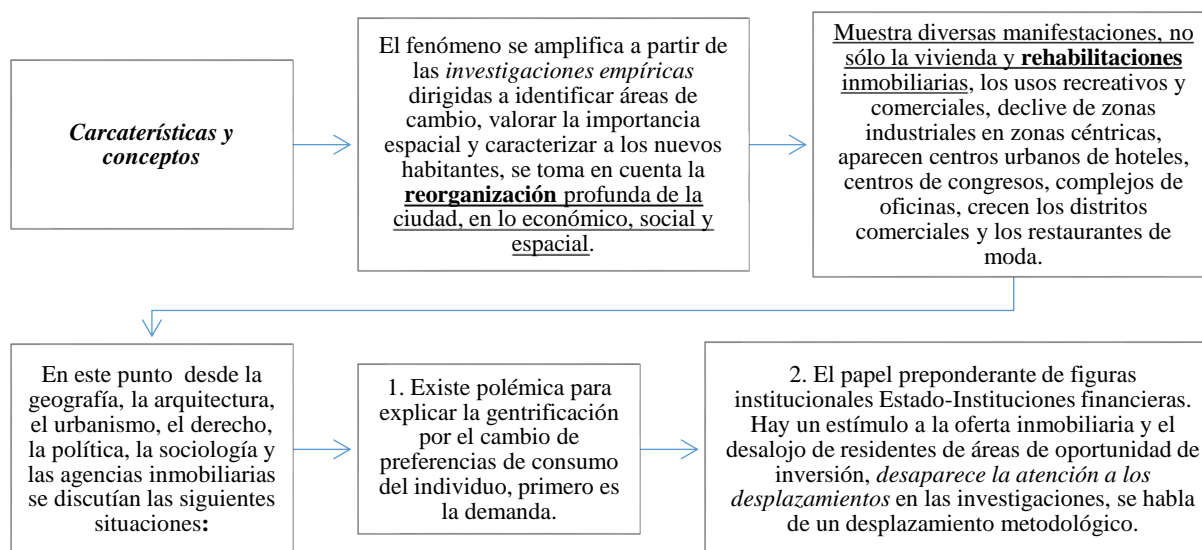 Carcaterísticas y
conceptos
El fenómeno se amplifica a partir de
las investigaciones empíricas
dirigidas a identificar áreas de
cambio, valorar la importancia
espacial y caracterizar a los nuevos
habitantes, se toma en cuenta la
reorganización profunda de la
ciudad, en lo económico, social y
espacial.
Muestra diversas manifestaciones, no
sólo la vivienda y rehabilitaciones
inmobiliarias, los usos recreativos y
comerciales, declive de zonas
industriales en zonas céntricas,
aparecen centros urbanos de hoteles,
centros de congresos, complejos de
oficinas, crecen los distritos
comerciales y los restaurantes de
moda.
En este punto desde la
geografía, la arquitectura,
el urbanismo, el derecho,
la política, la sociología y
las agencias inmobiliarias
se discutían las siguientes
situaciones:
1. Existe polémica para
explicar la gentrificación
por el cambio de
preferencias de consumo
del individuo, primero es
la demanda.
2. El papel preponderante de figuras
institucionales Estado-Instituciones financieras.
Hay un estímulo a la oferta inmobiliaria y el
desalojo de residentes de áreas de oportunidad de
inversión, desaparece la atención a los
desplazamientos en las investigaciones, se habla
de un desplazamiento metodológico.